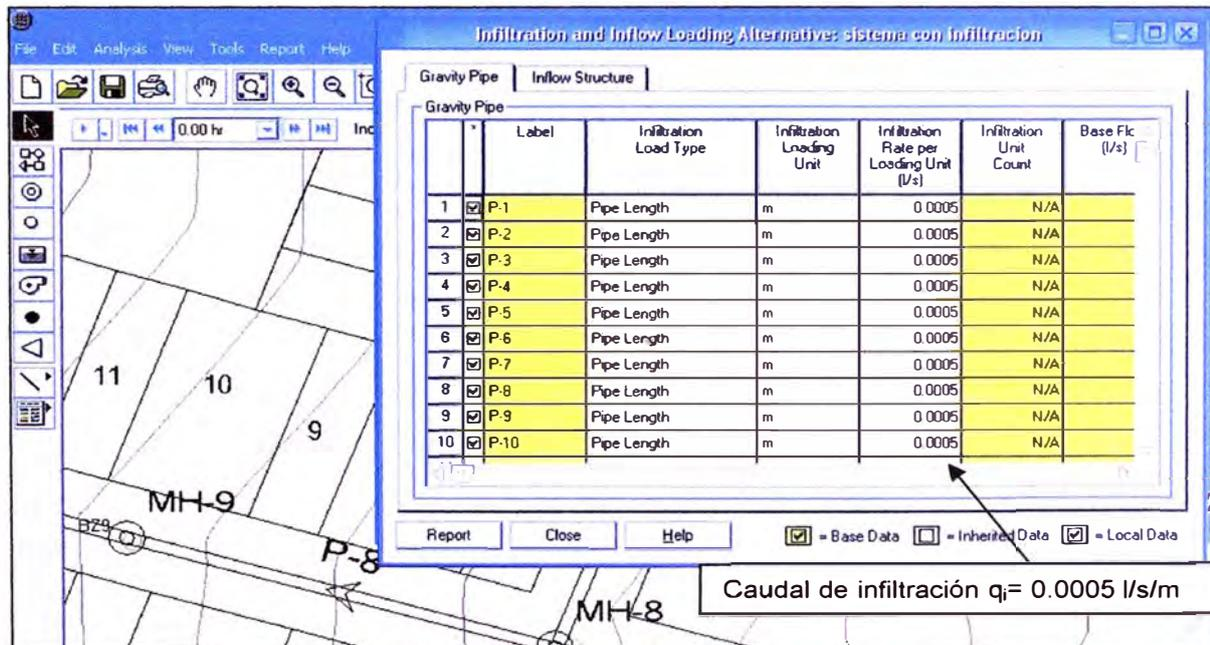 Infiltration and Inflow Loading Alternative: sistema con infiltracion
File Edit Analysis View Tools Report Help
0.00 hr
Gravity Pipe Inflow Structure
Gravity Pipe
* Label Infiltration Load Type Infiltration Loading Unit Infiltration Rate per Loading Unit (l/s) Infiltration Unit Count Base Flc (l/s)
1 P-1 Pipe Length m 0.0005 N/A
2 P-2 Pipe Length m 0.0005 N/A
3 P-3 Pipe Length m 0.0005 N/A
4 P-4 Pipe Length m 0.0005 N/A
5 P-5 Pipe Length m 0.0005 N/A
6 P-6 Pipe Length m 0.0005 N/A
7 P-7 Pipe Length m 0.0005 N/A
8 P-8 Pipe Length m 0.0005 N/A
9 P-9 Pipe Length m 0.0005 N/A
10 P-10 Pipe Length m 0.0005 N/A
Report Close Help = Base Data = Inherited Data = Local Data
Caudal de infiltración qi= 0.0005 l/s/m
11
10
9
MH-9
BZ9
P-8
MH-8